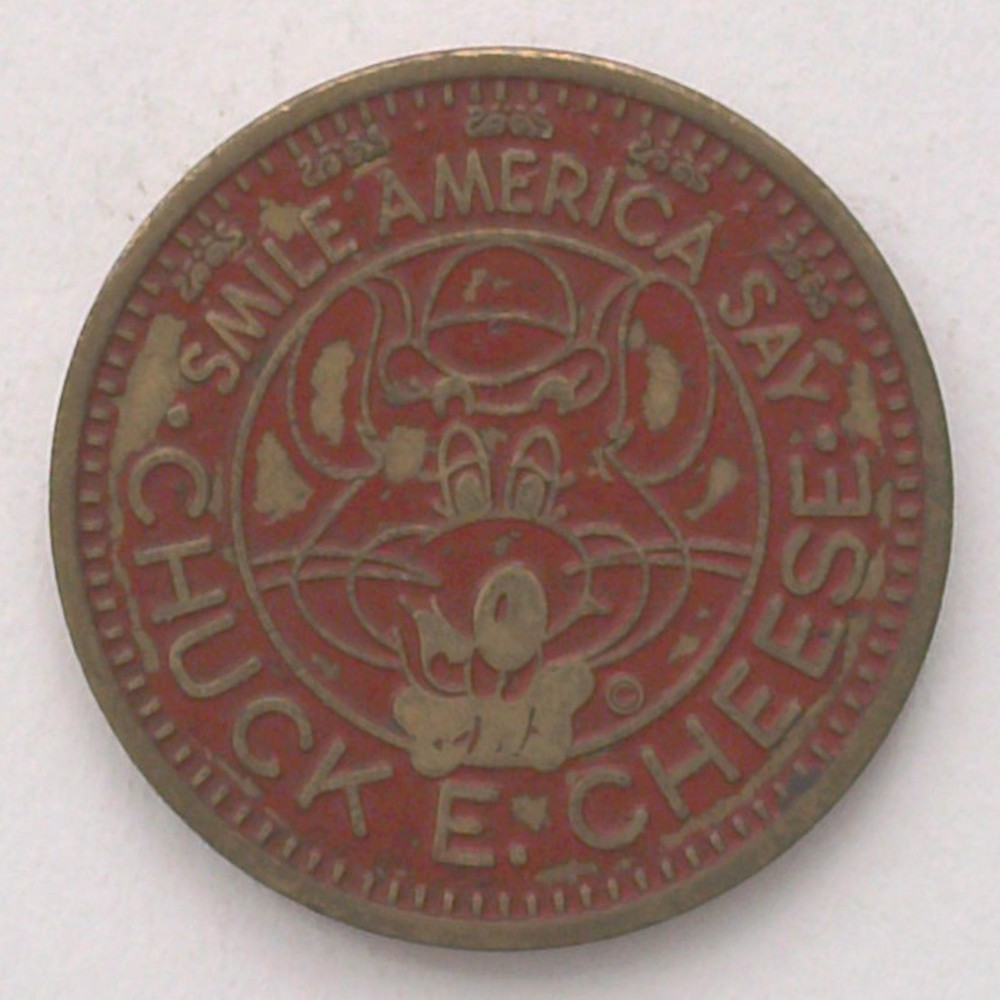 · SMILE AMERICA SAY ·
CHUCK E. CHEESE
©